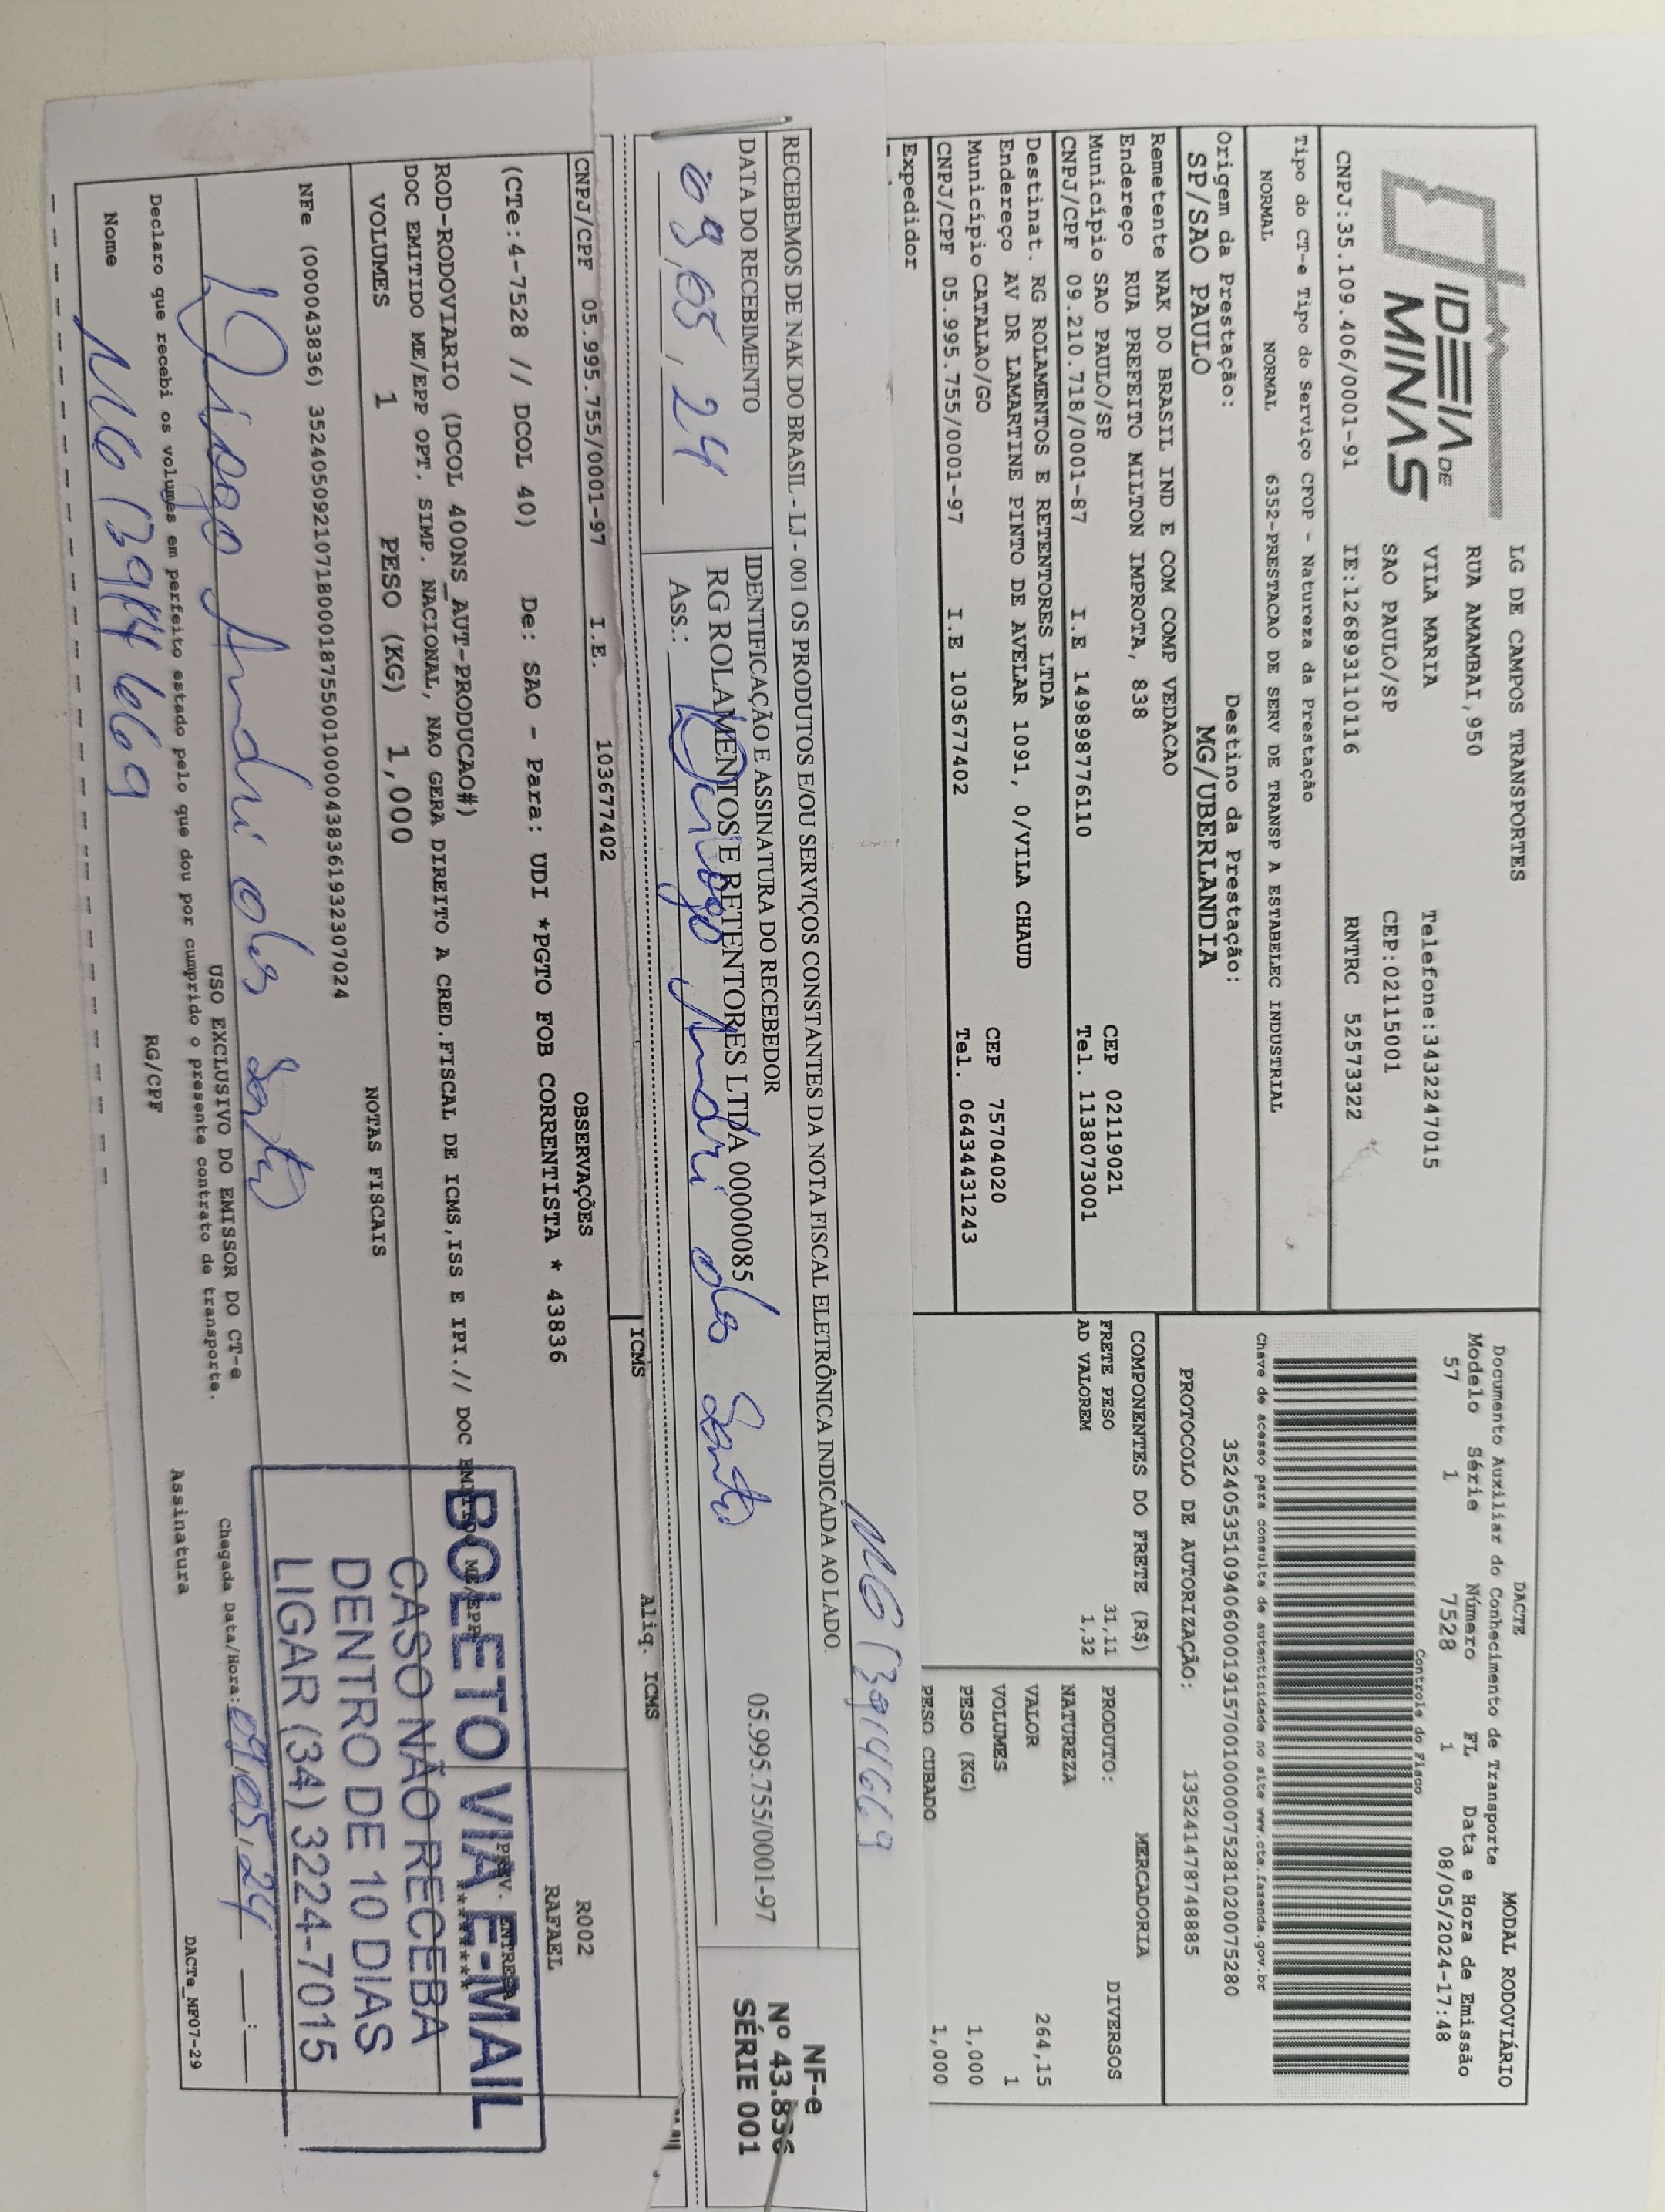 IDEIA DE
MINAS
LG DE CAMPOS TRANSPORTES
RUA AMAMBAI, 950
VILA MARIA
Telefone:3432247015
SAO PAULO/SP
CEP:02115001
CNPJ:35.109.406/0001-91
IE:126893110116
RNTRC 52573322
Tipo do CT-e Tipo do Serviço CFOP - Natureza da Prestação
NORMAL NORMAL 6352-PRESTACAO DE SERV DE TRANSP A ESTABELEC INDUSTRIAL
Origem da Prestação: Destino da Prestação:
SP/SAO PAULO MG/UBERLANDIA
Remetente NAK DO BRASIL IND E COM COMP VEDACAO
Endereço RUA PREFEITO MILTON IMPROTA, 838 CEP 02119021
Município SAO PAULO/SP Tel. 1138073001
CNPJ/CPF 09.210.718/0001-87 I.E 149898776110
Destinat. RG ROLAMENTOS E RETENTORES LTDA
Endereço AV DR LAMARTINE PINTO DE AVELAR 1091, 0/VILA CHAUD
Município CATALAO/GO CEP 75704020
CNPJ/CPF 05.995.755/0001-97 I.E 103677402 Tel. 06434431243
Expedidor
DACTE MODAL RODOVIÁRIO
Documento Auxiliar do Conhecimento de Transporte
Modelo Série Número FL Data e Hora de Emissão
57 1 7528 1 08/05/2024-17:48
Controle do Fisco
Chave de acesso para consulta de autenticidade no site www.cte.fazenda.gov.br
35240535109406000191570010000075281020075280
PROTOCOLO DE AUTORIZAÇÃO: 135241478748885
COMPONENTES DO FRETE (R$)
FRETE PESO 31,11
AD VALOREM 1,32
MERCADORIA
PRODUTO: DIVERSOS
NATUREZA
VALOR 264,15
VOLUMES 1
PESO (KG) 1,000
PESO CUBADO 1,000
RECEBEMOS DE NAK DO BRASIL - LJ - 001 OS PRODUTOS E/OU SERVIÇOS CONSTANTES DA NOTA FISCAL ELETRÔNICA INDICADA AO LADO.
DATA DO RECEBIMENTO
09,05,24
IDENTIFICAÇÃO E ASSINATURA DO RECEBEDOR
RG ROLAMENTOS E RETENTORES LTDA 00000085 05.995.755/0001-97
Ass.:
NF-e
Nº 43.836
SÉRIE 001
ICMS Aliq. ICMS
CNPJ/CPF 05.995.755/0001-97 I.E. 103677402
OBSERVAÇÕES
R002
RAFAEL
(CTe:4-7528 // DCOL 40) De: SAO - Para: UDI *PGTO FOB CORRENTISTA * 43836
ROD-RODOVIARIO (DCOL 400NS_AUT-PRODUCAO#)
DOC EMITIDO ME/EPP OPT. SIMP. NACIONAL, NAO GERA DIREITO A CRED.FISCAL DE ICMS,ISS E IPI.// DOC EMITIDO ME/EPP
PREV. ENTREGA
VOLUMES 1 PESO (KG) 1,000
NOTAS FISCAIS
NFe (000043836) 35240509210718000187550010000438361932307024
BOLETO VIA E-MAIL
CASO NÃO RECEBA
DENTRO DE 10 DIAS
LIGAR (34) 3224-7015
USO EXCLUSIVO DO EMISSOR DO CT-e
Chegada Data/Hora: 09,05,24 __:__
Declaro que recebi os volumes em perfeito estado pelo que dou por cumprido o presente contrato de transporte.
Nome RG/CPF Assinatura
DACTe_MF07-29